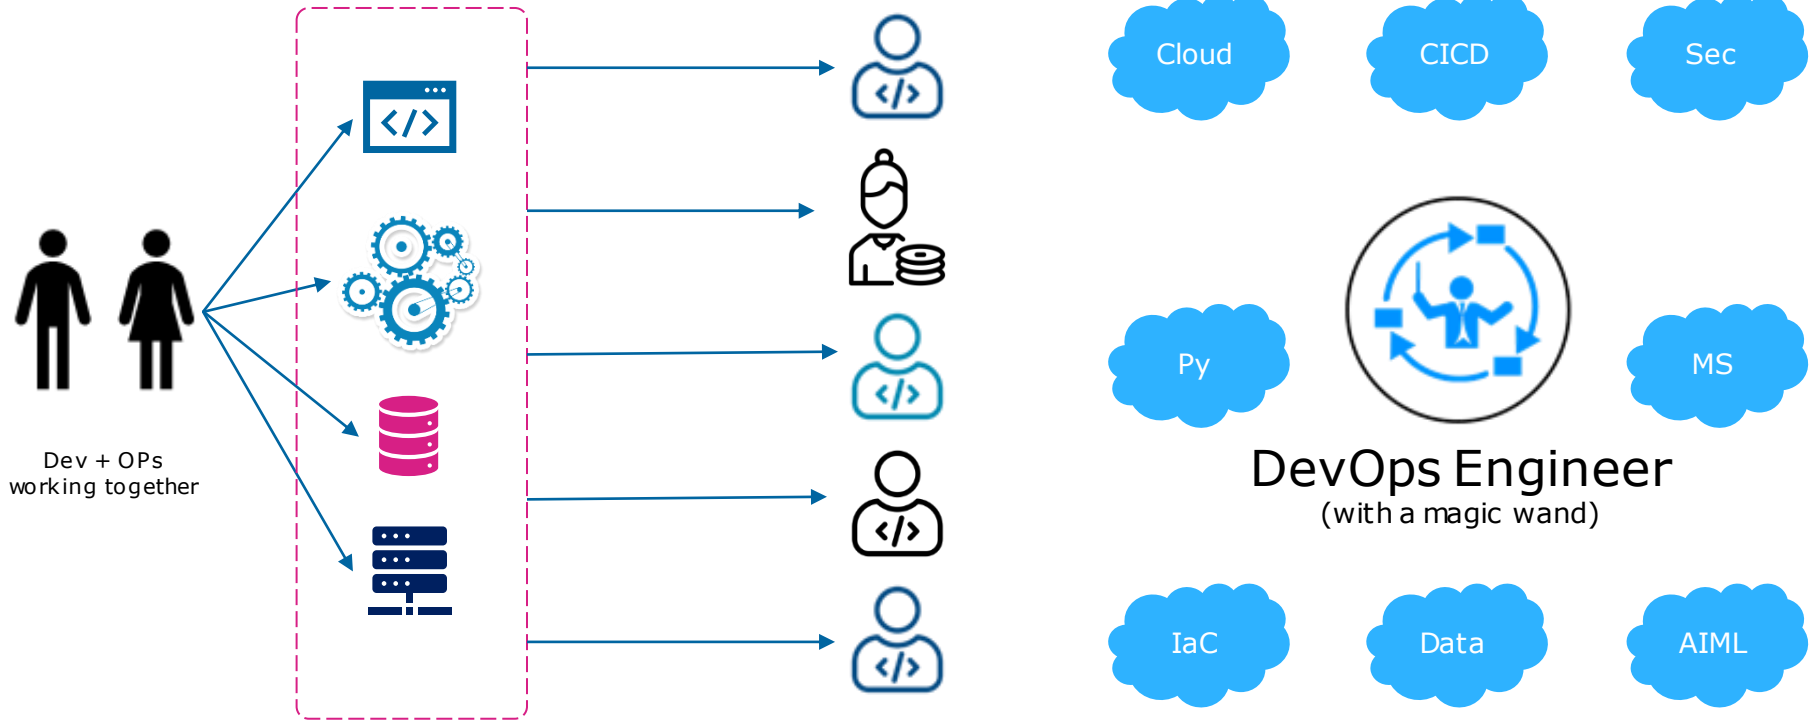 Dev + OPs
working together
Cloud
CICD
Sec
Py
MS
DevOps Engineer
(with a magic wand)
IaC
Data
AIML